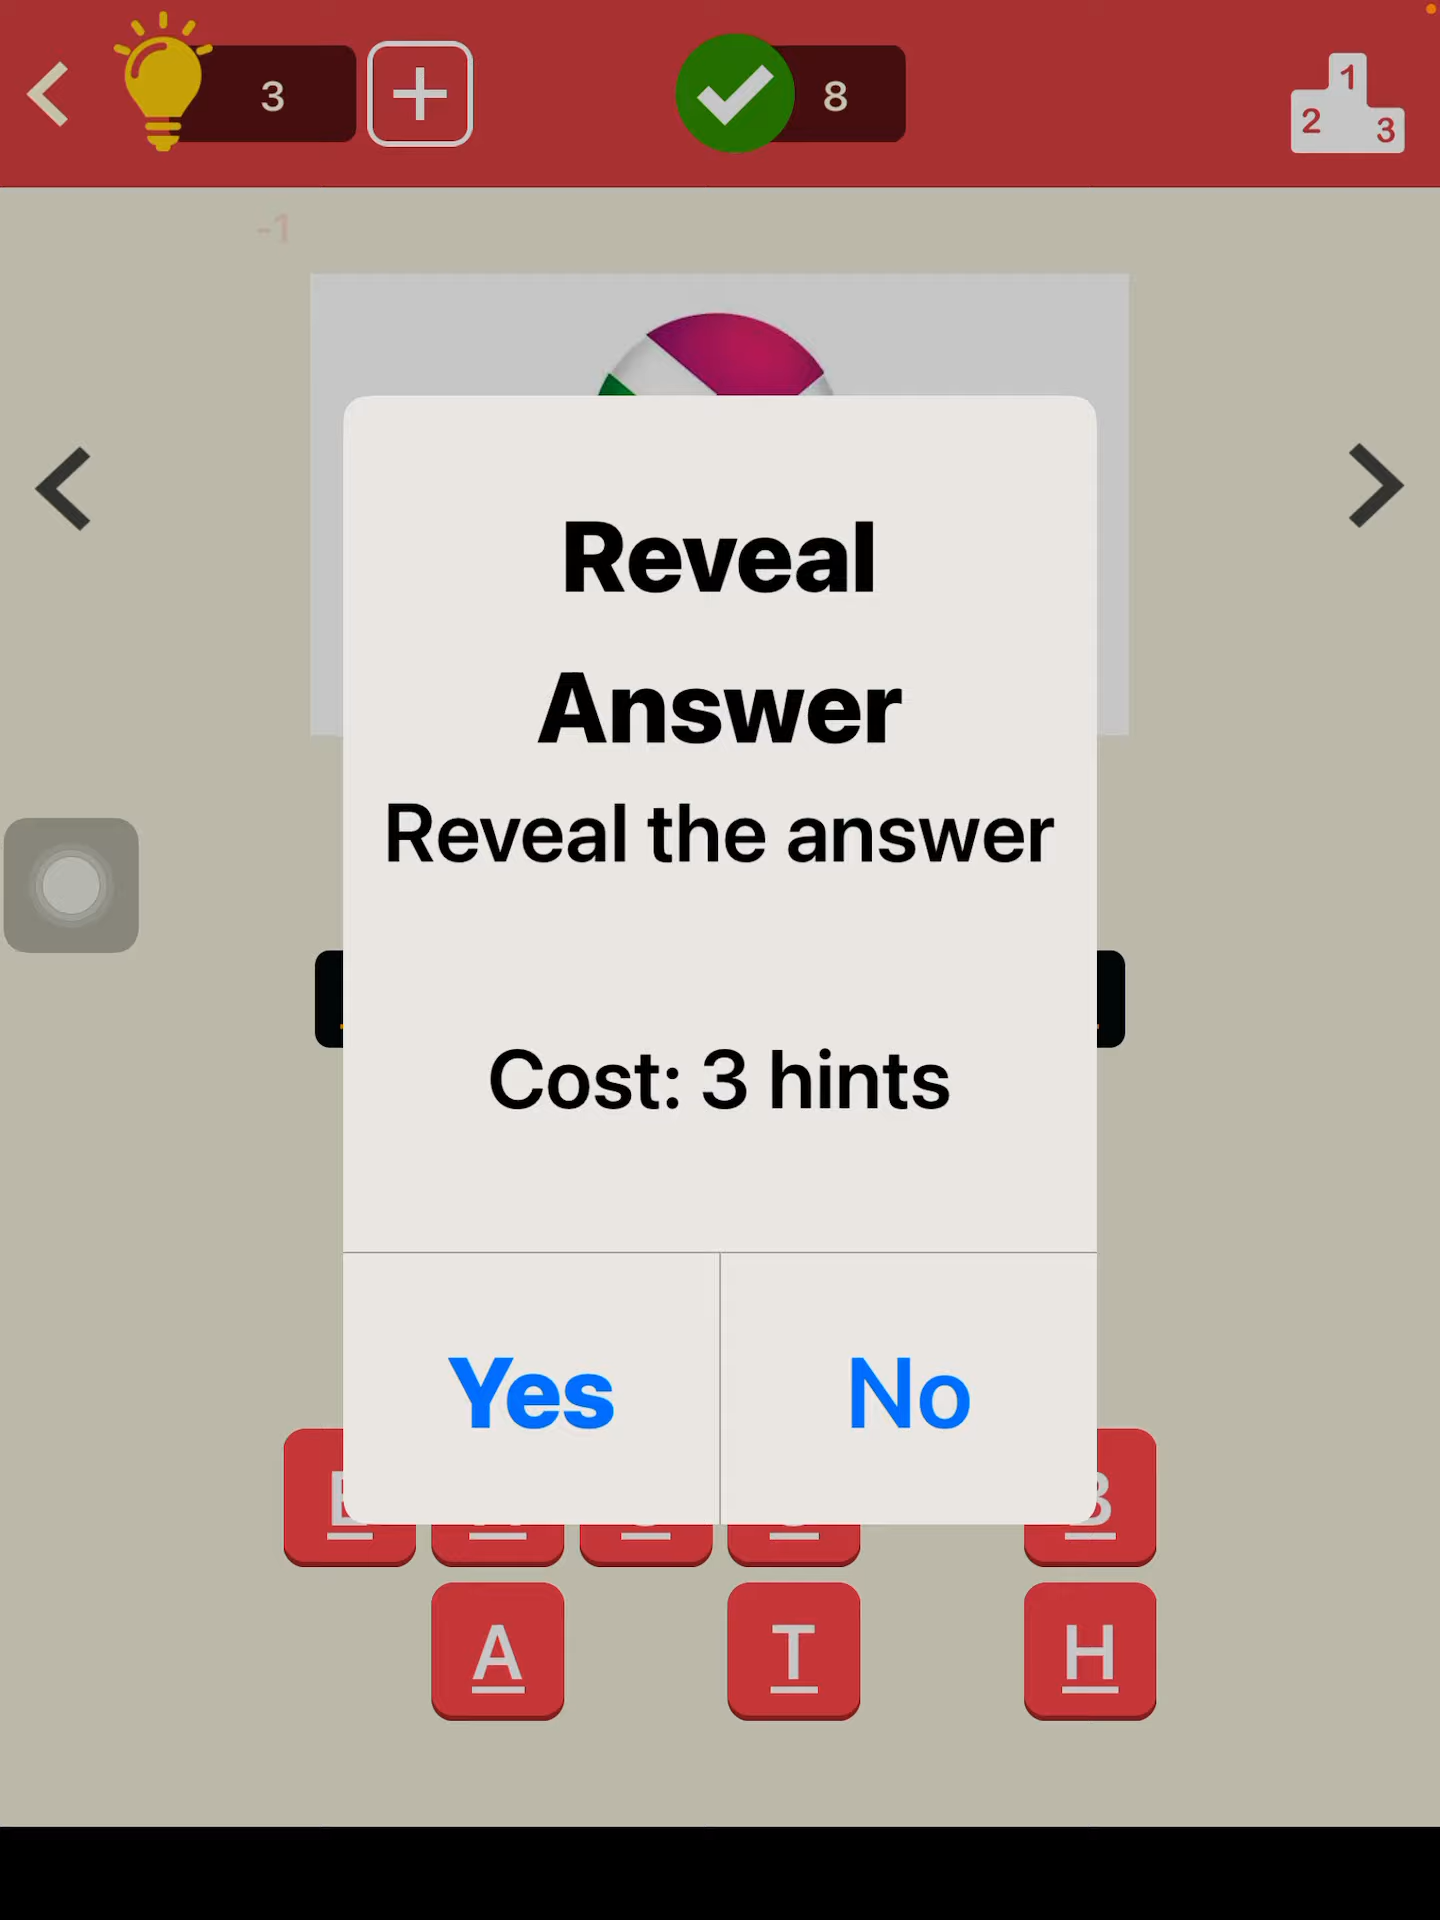 3
8
1
2
3
-1
Reveal
Answer
Reveal the answer
Cost: 3 hints
Yes
No
B
A
T
H